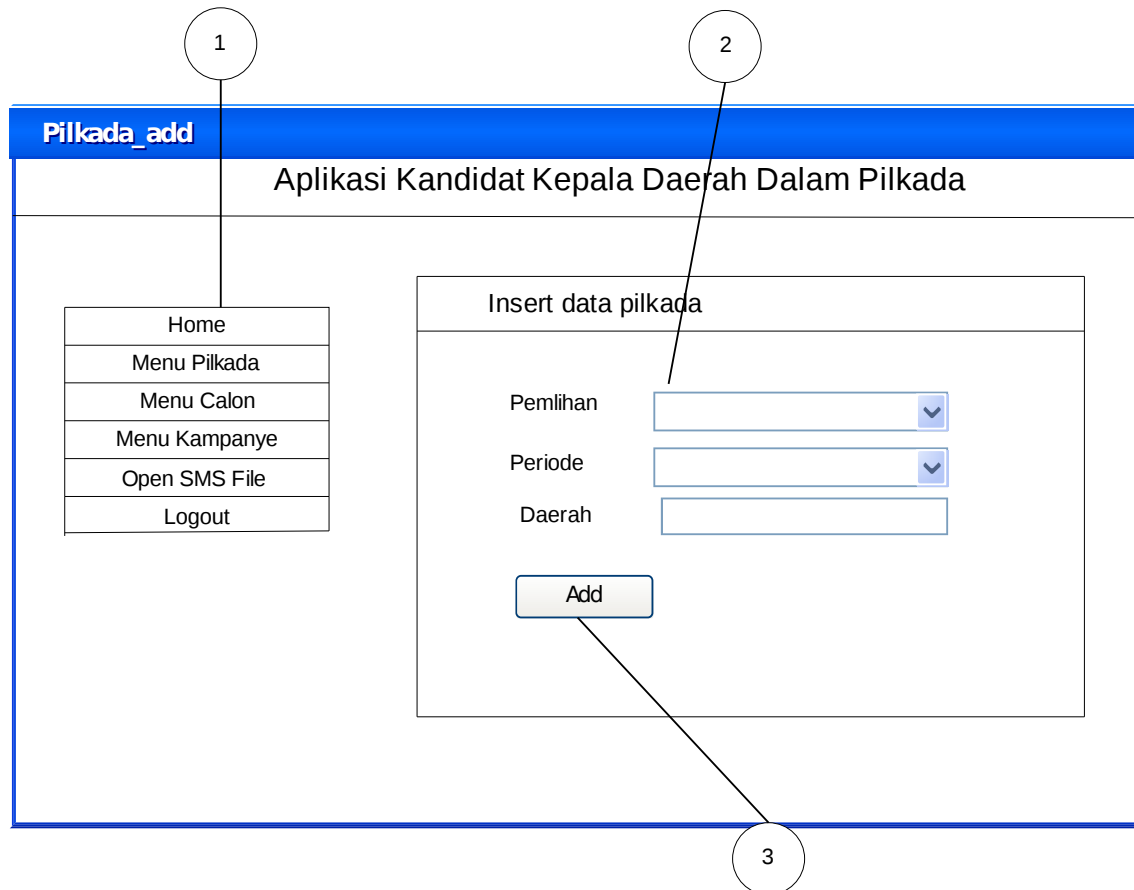 1
2
Pilkada_add
Aplikasi Kandidat Kepala Daerah Dalam Pilkada
Home
Menu Pilkada
Menu Calon
Menu Kampanye
Open SMS File
Logout
Insert data pilkada
Pemlihan
Periode
Daerah
Add
3